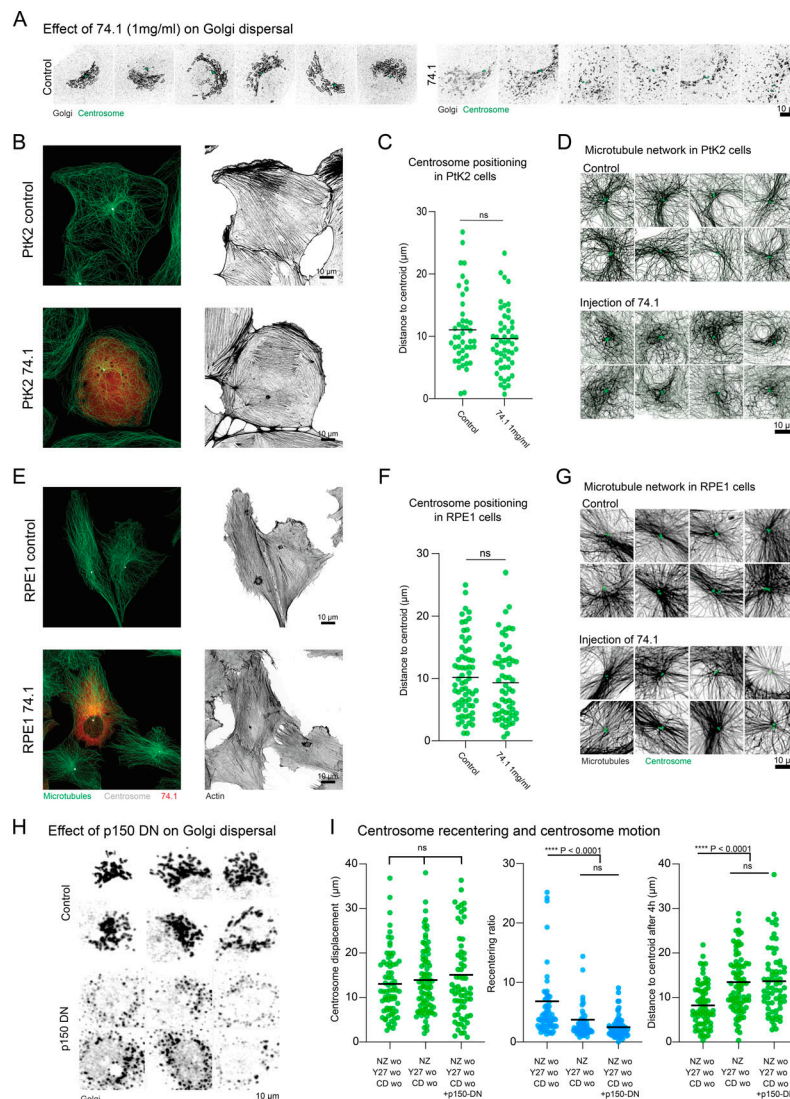 A
Effect of 74.1 (1mg/ml) on Golgi dispersal
Control
74.1
Golgi Centrosome
Golgi Centrosome
10 µ
B
PtK2 control
10 µm
PtK2 74.1
10 µm
C
Centrosome positioning
in PtK2 cells
ns
Distance to centroid (µm)
30
20
10
0
Control
74.1 1mg/ml
D
Microtubule network in PtK2 cells
Control
Injection of 74.1
10 µ
E
RPE1 control
10 µm
RPE1 74.1
10 µm
Microtubules Centrosome 74.1
Actin
F
Centrosome positioning
in RPE1 cells
ns
Distance to centroid (µm)
30
20
10
0
Control
74.1 1mg/ml
G
Microtubule network in RPE1 cells
Control
Injection of 74.1
Microtubules Centrosome
10 µ
H
Effect of p150 DN on Golgi dispersal
Control
p150 DN
Golgi
10 µm
I
Centrosome recentering and centrosome motion
ns
Centrosome displacement (µm)
40
30
20
10
0
NZ wo NZ wo NZ wo
Y27 wo Y27 wo Y27 wo
CD wo CD wo CD wo
+p150-DN
**** P < 0.0001
ns
Recentering ratio
30
20
10
0
NZ wo NZ wo NZ wo
Y27 wo Y27 wo Y27 wo
CD wo CD wo CD wo
+p150-DN
**** P < 0.0001
ns
Distance to centroid after 4h (µm)
40
30
20
10
0
NZ wo NZ NZ wo
Y27 wo Y27 wo Y27 wo
CD wo CD wo CD wo
+p150-DN